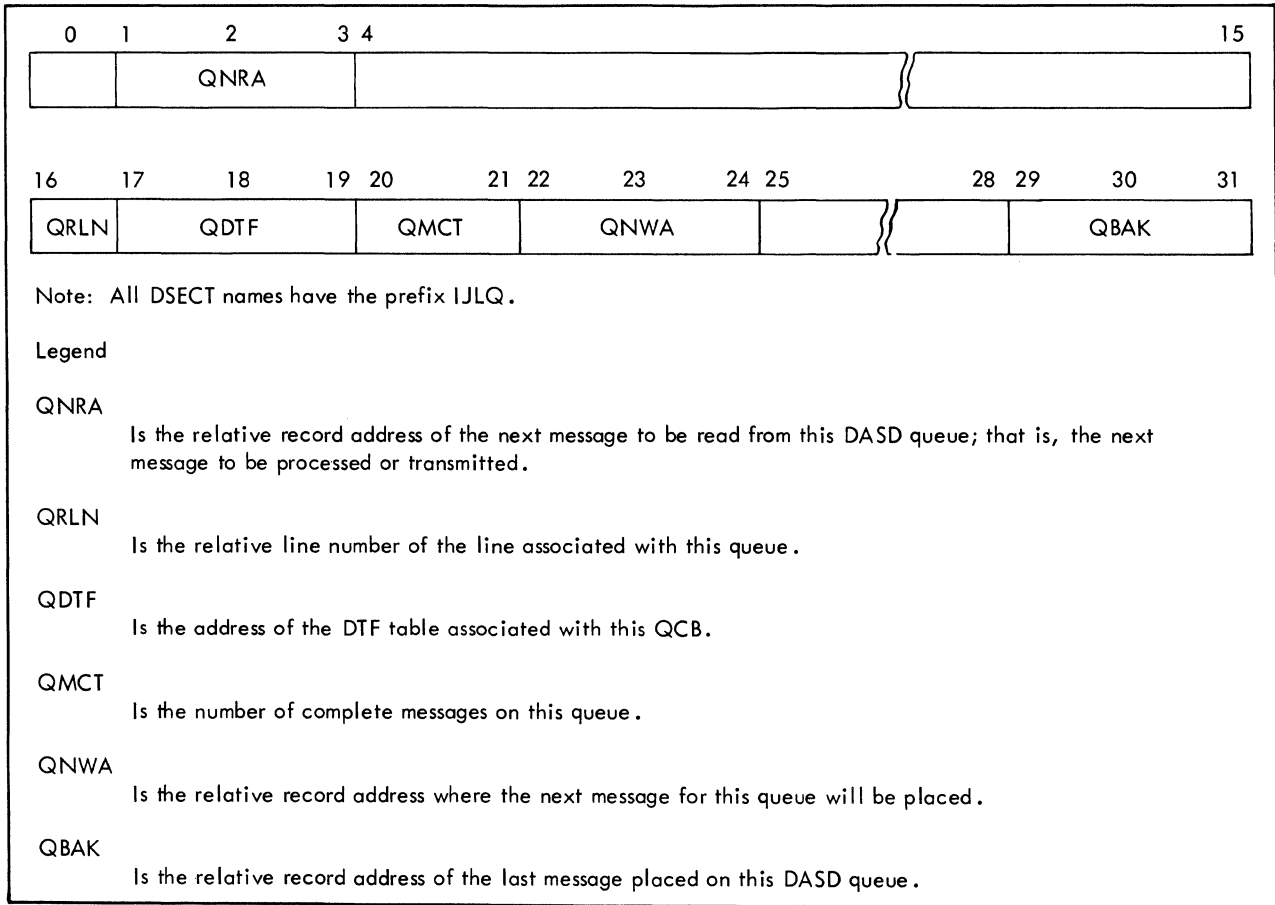 0 1 2 3 4 15
QNRA
16 17 18 19 20 21 22 23 24 25 28 29 30 31
QRLN QDTF QMCT QNWA QBAK
Note: All DSECT names have the prefix IJLQ.
Legend
QNRA
Is the relative record address of the next message to be read from this DASD queue; that is, the next
message to be processed or transmitted.
QRLN
Is the relative line number of the line associated with this queue.
QDTF
Is the address of the DTF table associated with this QCB.
QMCT
Is the number of complete messages on this queue.
QNWA
Is the relative record address where the next message for this queue will be placed.
QBAK
Is the relative record address of the last message placed on this DASD queue.